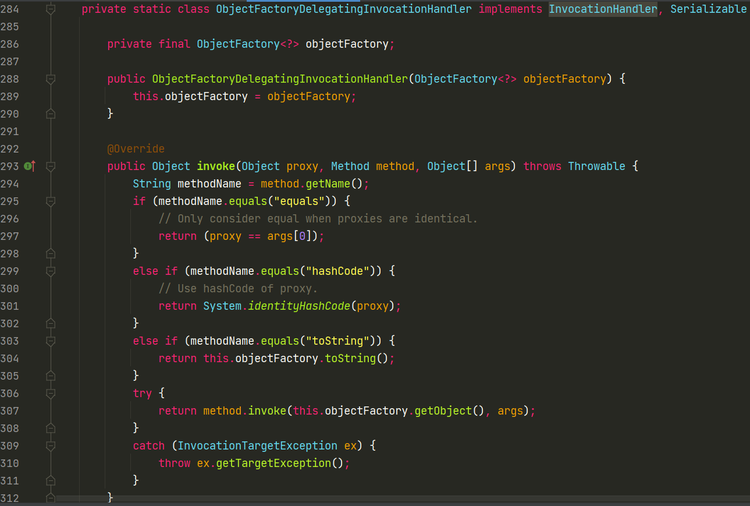 284 private static class ObjectFactoryDelegatingInvocationHandler implements InvocationHandler, Serializable
285
286 private final ObjectFactory<?> objectFactory;
287
288 public ObjectFactoryDelegatingInvocationHandler(ObjectFactory<?> objectFactory) {
289 this.objectFactory = objectFactory;
290 }
291
292 @Override
293 public Object invoke(Object proxy, Method method, Object[] args) throws Throwable {
294 String methodName = method.getName();
295 if (methodName.equals("equals")) {
296 // Only consider equal when proxies are identical.
297 return (proxy == args[0]);
298 }
299 else if (methodName.equals("hashCode")) {
300 // Use hashCode of proxy.
301 return System.identityHashCode(proxy);
302 }
303 else if (methodName.equals("toString")) {
304 return this.objectFactory.toString();
305 }
306 try {
307 return method.invoke(this.objectFactory.getObject(), args);
308 }
309 catch (InvocationTargetException ex) {
310 throw ex.getTargetException();
311 }
312 }